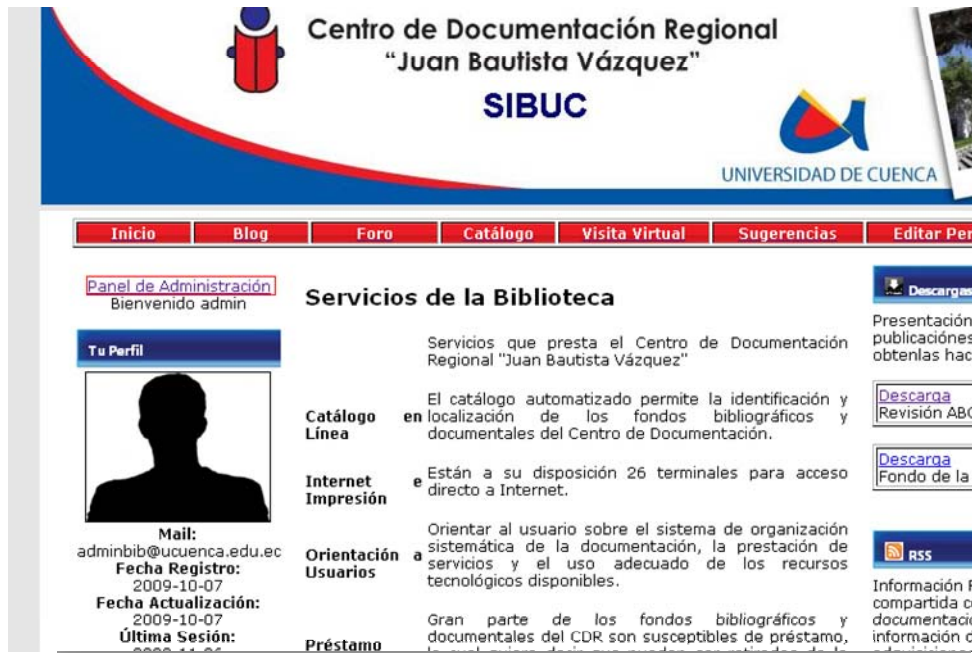 Centro de Documentación Regional
“Juan Bautista Vázquez”
SIBUC
UNIVERSIDAD DE CUENCA
Inicio Blog Foro Catálogo Visita Virtual Sugerencias Editar Per
Panel de Administración
Bienvenido admin
Tu Perfil
Mail:
adminbib@ucuenca.edu.ec
Fecha Registro:
2009-10-07
Fecha Actualización:
2009-10-07
Última Sesión:
Servicios de la Biblioteca
Servicios que presta el Centro de Documentación
Regional "Juan Bautista Vázquez"
Catálogo en
Línea
El catálogo automatizado permite la identificación y
localización de los fondos bibliográficos y
documentales del Centro de Documentación.
Internet e
Impresión
Están a su disposición 26 terminales para acceso
directo a Internet.
Orientación a
Usuarios
Orientar al usuario sobre el sistema de organización
sistemática de la documentación, la prestación de
servicios y el uso adecuado de los recursos
tecnológicos disponibles.
Préstamo
Gran parte de los fondos bibliográficos y
documentales del CDR son susceptibles de préstamo,
Descargas
Presentación
publicaciónes
obtenlas hac
Descarga
Revisión ABC
Descarga
Fondo de la
RSS
Información
compartida
documentaci
información